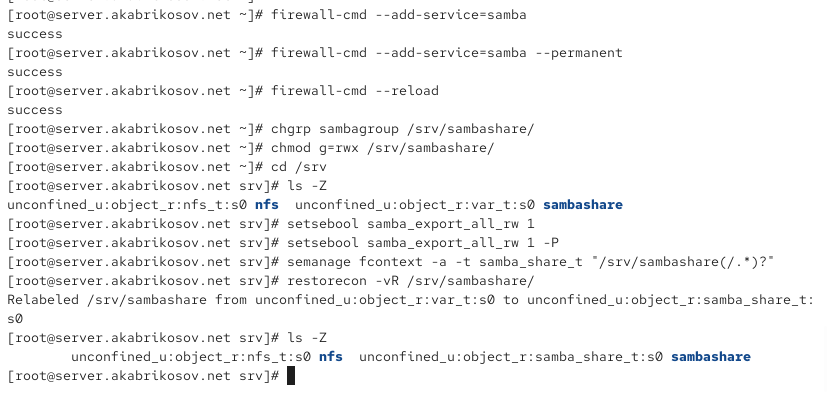 [root@server.akabrikosov.net ~]# firewall-cmd --add-service=samba
success
[root@server.akabrikosov.net ~]# firewall-cmd --add-service=samba --permanent
success
[root@server.akabrikosov.net ~]# firewall-cmd --reload
success
[root@server.akabrikosov.net ~]# chgrp sambagroup /srv/sambashare/
[root@server.akabrikosov.net ~]# chmod g=rwx /srv/sambashare/
[root@server.akabrikosov.net ~]# cd /srv
[root@server.akabrikosov.net srv]# ls -Z
unconfined_u:object_r:nfs_t:s0 nfs  unconfined_u:object_r:var_t:s0 sambashare
[root@server.akabrikosov.net srv]# setsebool samba_export_all_rw 1
[root@server.akabrikosov.net srv]# setsebool samba_export_all_rw 1 -P
[root@server.akabrikosov.net srv]# semanage fcontext -a -t samba_share_t "/srv/sambashare(/.*)?"
[root@server.akabrikosov.net srv]# restorecon -vR /srv/sambashare/
Relabeled /srv/sambashare from unconfined_u:object_r:var_t:s0 to unconfined_u:object_r:samba_share_t:
s0
[root@server.akabrikosov.net srv]# ls -Z
        unconfined_u:object_r:nfs_t:s0 nfs  unconfined_u:object_r:samba_share_t:s0 sambashare
[root@server.akabrikosov.net srv]#